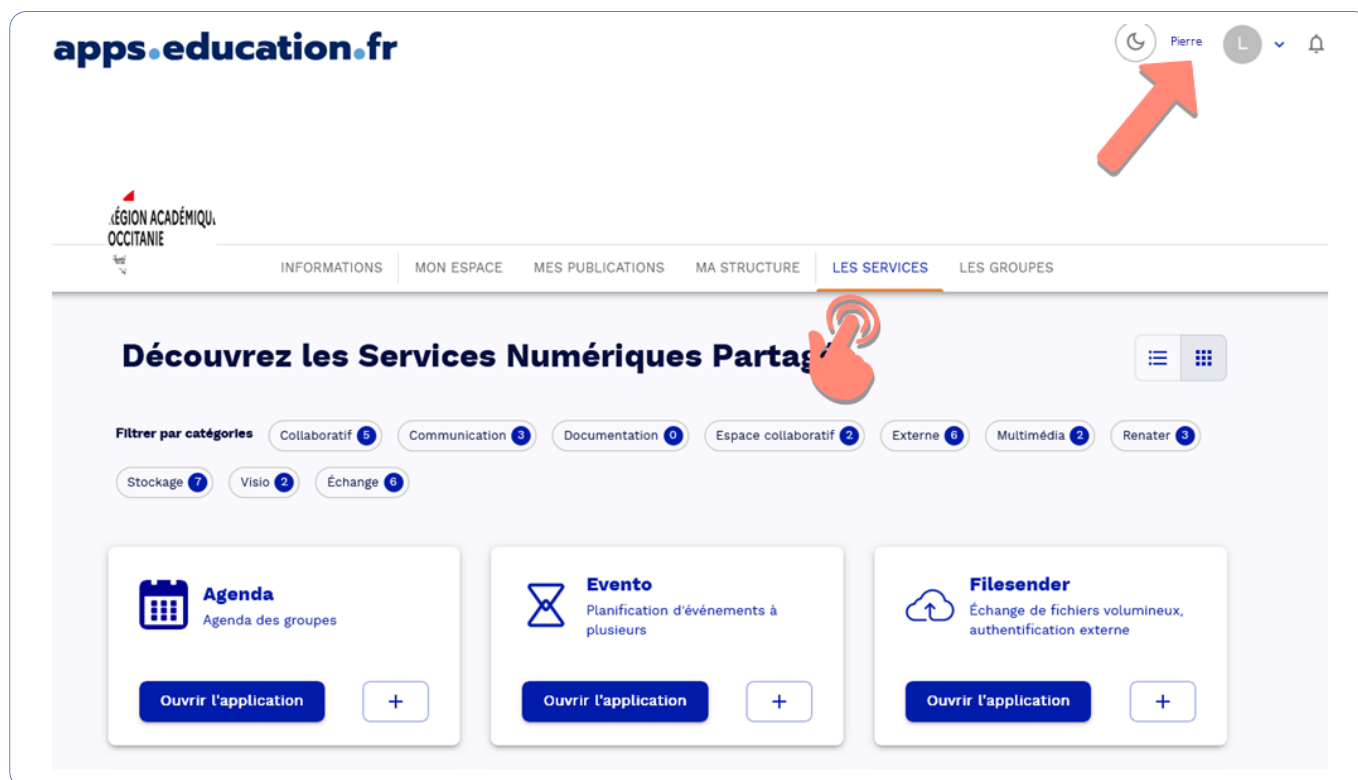 apps.education.fr
Pierre
L
RÉGION ACADÉMIQU
OCCITANIE
INFORMATIONS MON ESPACE MES PUBLICATIONS MA STRUCTURE LES SERVICES LES GROUPES
Découvrez les Services Numériques Partag
Filtrer par catégories Collaboratif 5 Communication 3 Documentation 0 Espace collaboratif 2 Externe 6 Multimédia 2 Renater 3
Stockage 7 Visio 2 Échange 6
Agenda
Agenda des groupes
Ouvrir l'application +
Evento
Planification d'événements à
plusieurs
Ouvrir l'application +
Filesender
Échange de fichiers volumineux,
authentification externe
Ouvrir l'application +